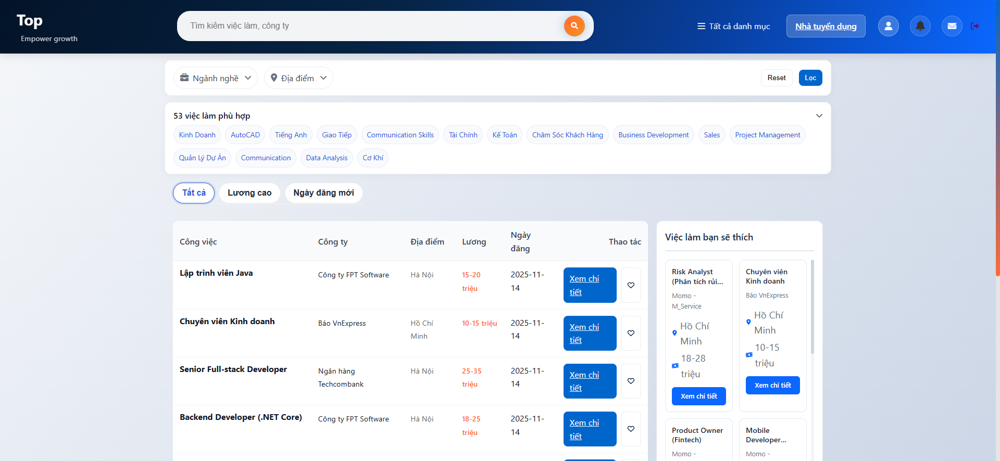 Top
Empower growth
Tìm kiếm việc làm, công ty
Tất cả danh mục
Nhà tuyển dụng
Ngành nghề
Địa điểm
Reset
Lọc
53 việc làm phù hợp
Kinh Doanh
AutoCAD
Tiếng Anh
Giao Tiếp
Communication Skills
Tài Chính
Kế Toán
Chăm Sóc Khách Hàng
Business Development
Sales
Project Management
Quản Lý Dự Án
Communication
Data Analysis
Cơ Khí
Tất cả
Lương cao
Ngày đăng mới
Công việc
Công ty
Địa điểm
Lương
Ngày
đăng
Thao tác
Lập trình viên Java
Công ty FPT Software
Hà Nội
15-20
triệu
2025-11-
14
Xem chi
tiết
Chuyên viên Kinh doanh
Báo VnExpress
Hồ Chí
Minh
10-15 triệu
2025-11-
14
Xem chi
tiết
Senior Full-stack Developer
Ngân hàng
Techcombank
Hà Nội
25-35
triệu
2025-11-
14
Xem chi
tiết
Backend Developer (.NET Core)
Công ty FPT Software
Hà Nội
18-25
triệu
2025-11-
14
Xem chi
tiết
Việc làm bạn sẽ thích
Risk Analyst
(Phân tích rủi...
Momo -
M_Service
Hồ Chí
Minh
18-28
triệu
Xem chi tiết
Chuyên viên
Kinh doanh
Báo VnExpress
Hồ Chí
Minh
10-15
triệu
Xem chi tiết
Product Owner
(Fintech)
Momo -
Mobile
Developer...
Momo -